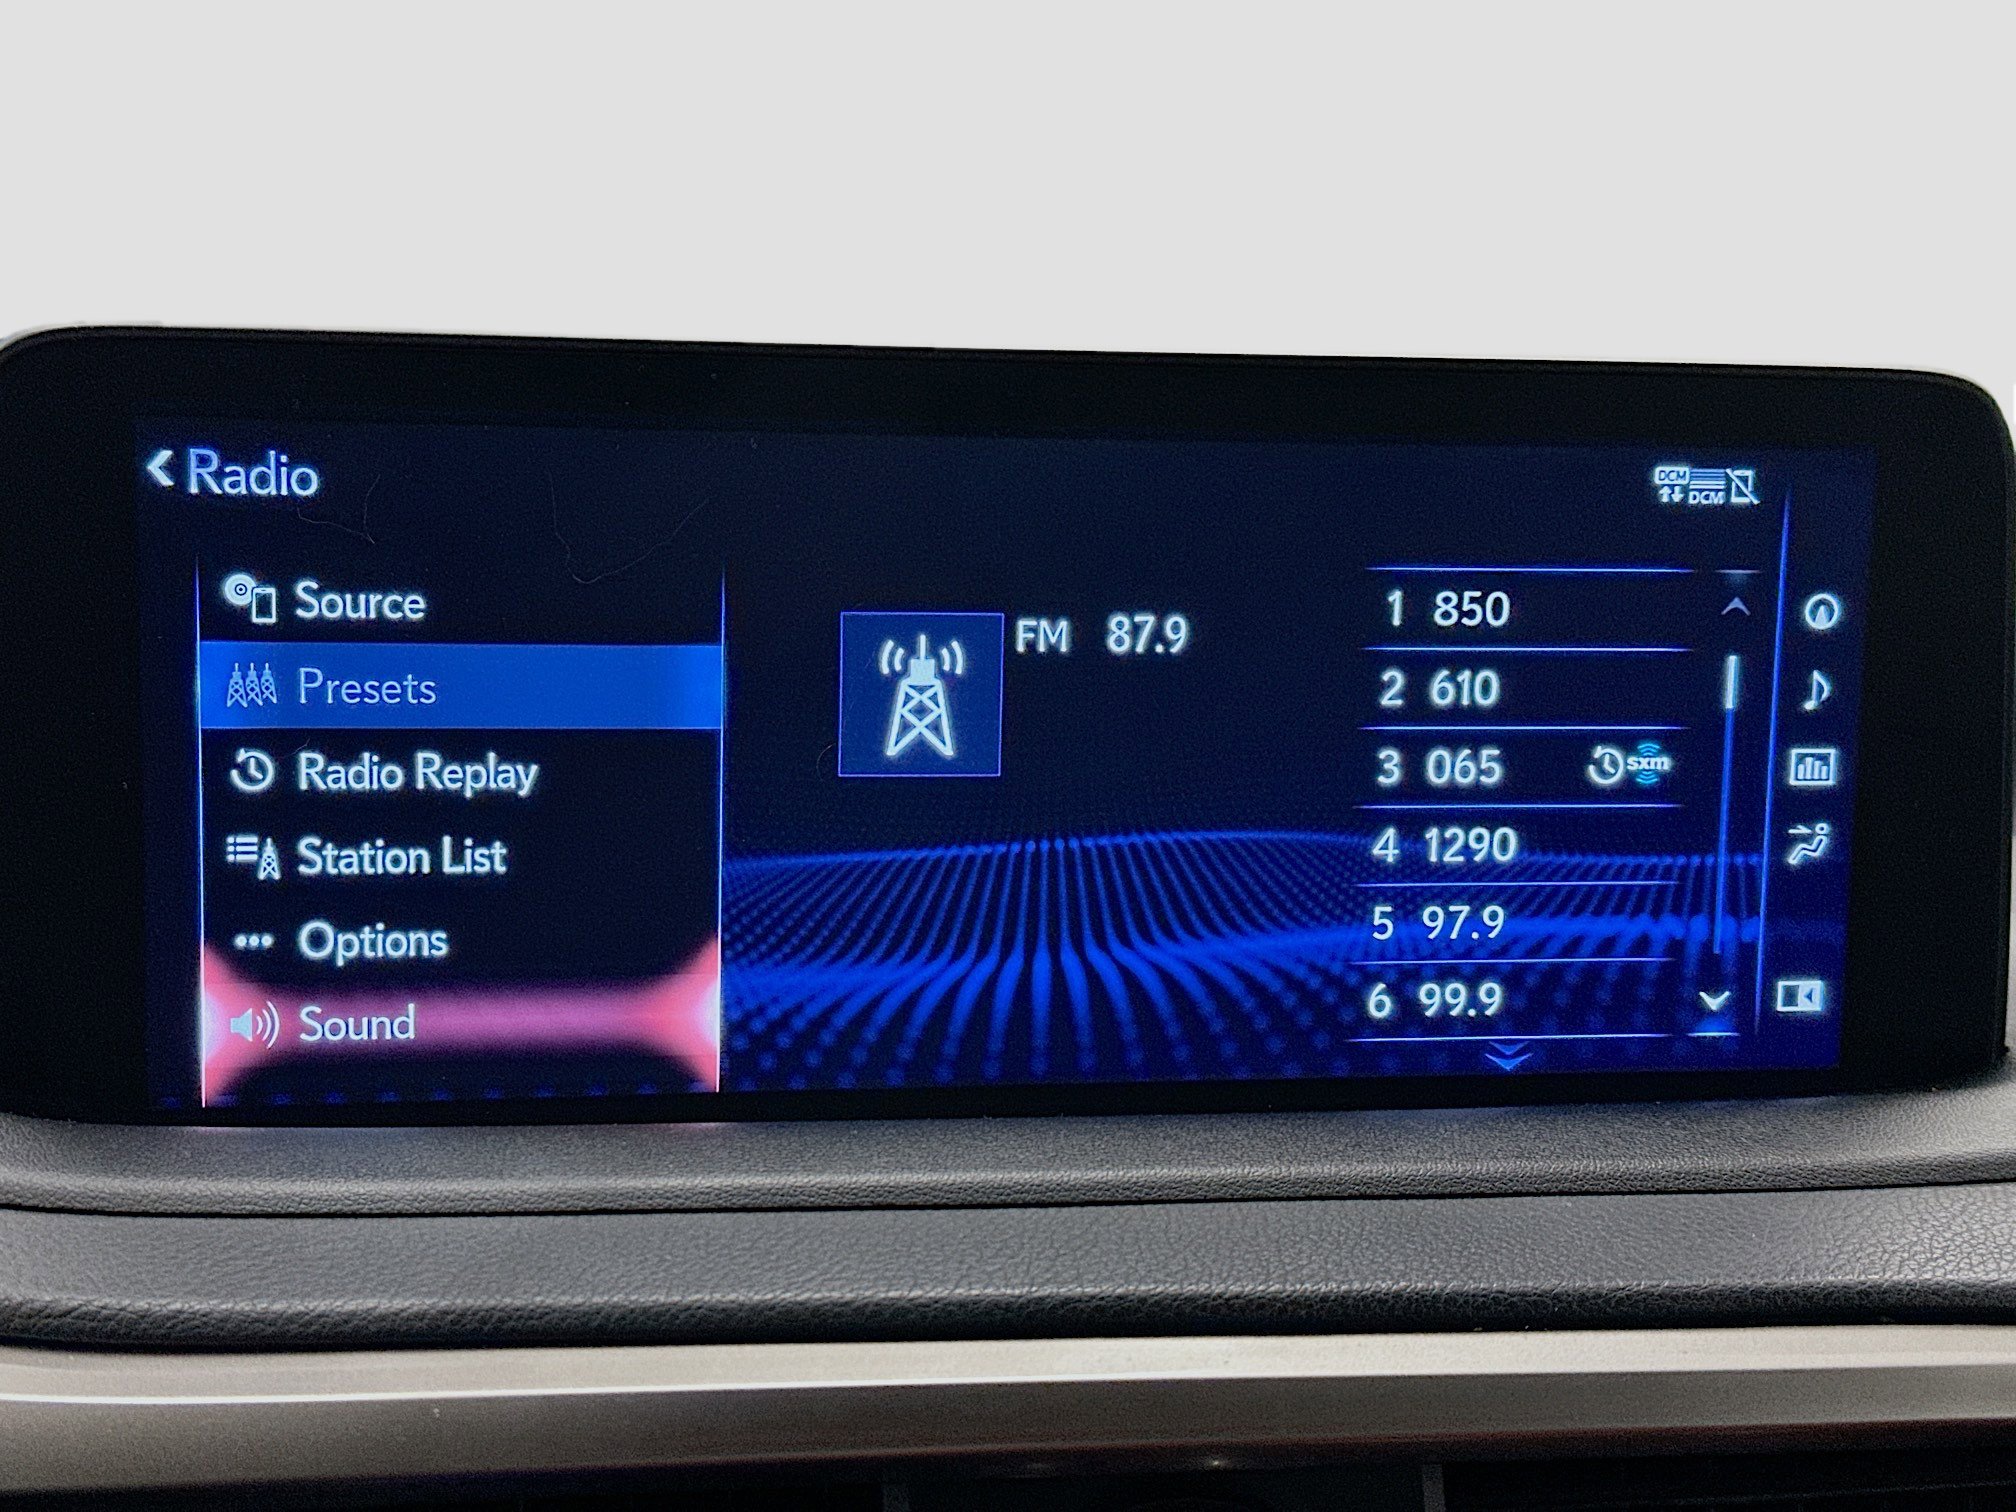 Radio
DCM
DCM
Source
Presets
Radio Replay
Station List
Options
Sound
FM 87.9
1 850
2 610
3 065 sxm
4 1290
5 97.9
6 99.9